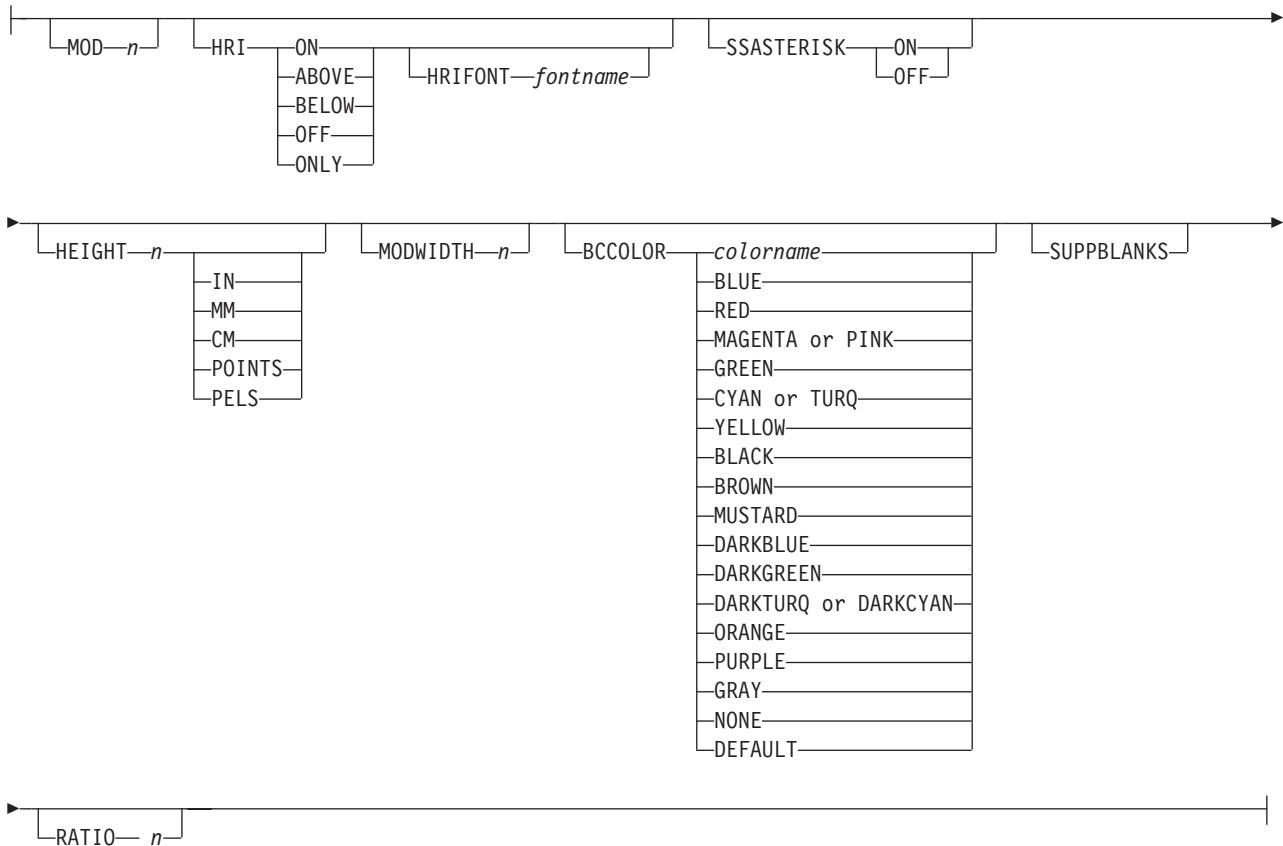 MOD n HRI ON SSASTERISK ON
ABOVE HRIFONT fontname OFF
BELOW
OFF
ONLY
HEIGHT n MODWIDTH n BCCOLOR colorname SUPPBLANKS
IN BLUE
MM RED
CM MAGENTA or PINK
POINTS GREEN
PELS CYAN or TURQ
YELLOW
BLACK
BROWN
MUSTARD
DARKBLUE
DARKGREEN
DARKTURQ or DARKCYAN
ORANGE
PURPLE
GRAY
NONE
DEFAULT
RATIO n